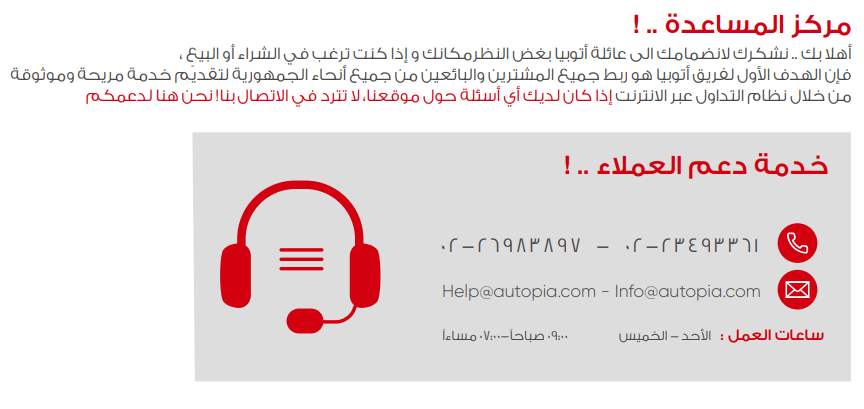 مركز المساعدة .. !
أهلا بك .. نشكرك لانضمامك الى عائلة أتوبيا بغض النظرمكانك و إذا كنت ترغب في الشراء أو البيع ،
فإن الهدف الأول لفريق أتوبيا هو ربط جميع المشترين والبائعين من جميع أنحاء الجمهورية لتقديم خدمة مريحة وموثوقة
من خلال نظام التداول عبر الانترنت إذا كان لديك أي أسئلة حول موقعنا، لا تترد في الاتصال بنا! نحن هنا لدعمكم
خدمة دعم العملاء .. !
٠٢-٢٦٩٨٣٨٩٧ - ٠٢-٢٣٤٩٣٣٦١
Help@autopia.com - Info@autopia.com
ساعات العمل : الأحد - الخميس ٠٩:٠٠ صباحاً-٠٧:٠٠ مساءاً